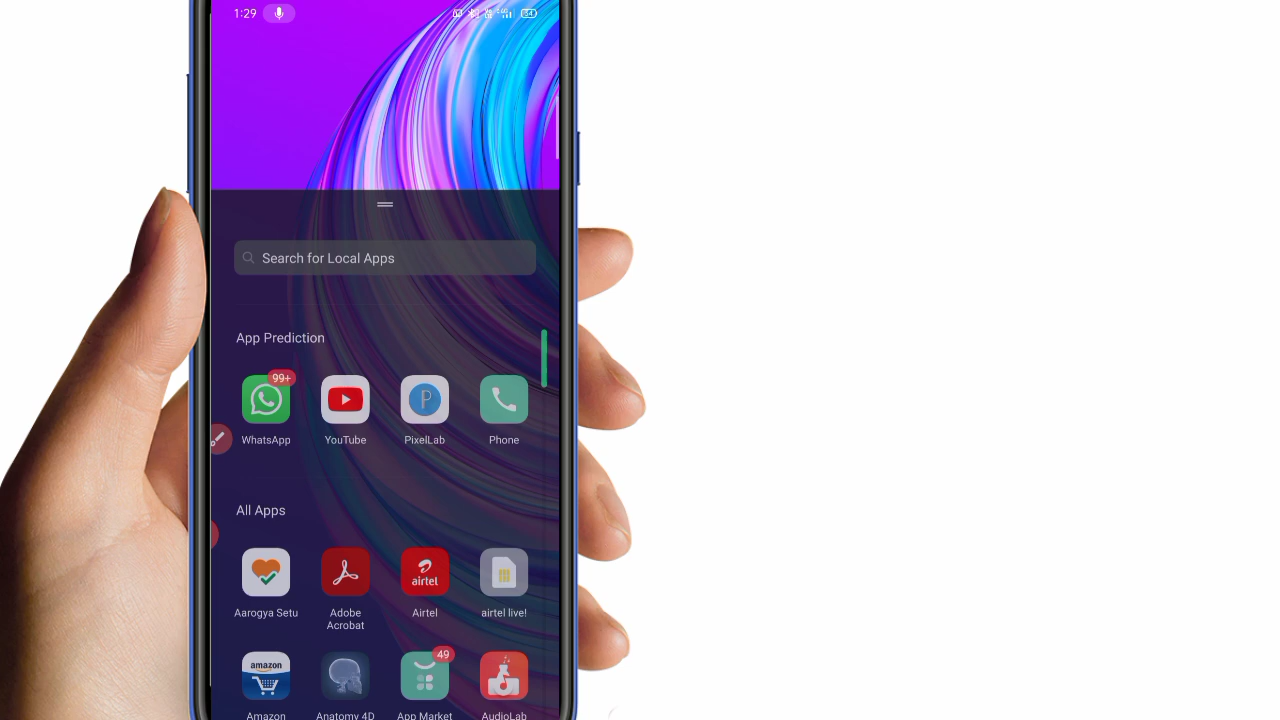 1:29
34
Search for Local Apps
App Prediction
99+
WhatsApp
YouTube
P
PixelLab
Phone
All Apps
airtel
Aarogya Setu
Adobe
Acrobat
Airtel
airtel live!
amazon
49
Amazon
Anatomy 4D
App Market
AudioLab